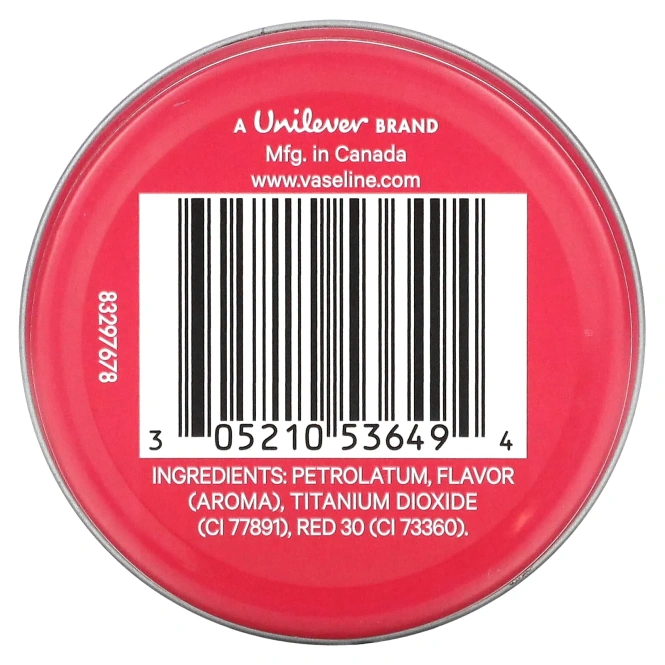 A Unilever BRAND
Mfg. in Canada
www.vaseline.com
83297678
3 05210 53649 4
INGREDIENTS: PETROLATUM, FLAVOR
(AROMA), TITANIUM DIOXIDE
(CI 77891), RED 30 (CI 73360).